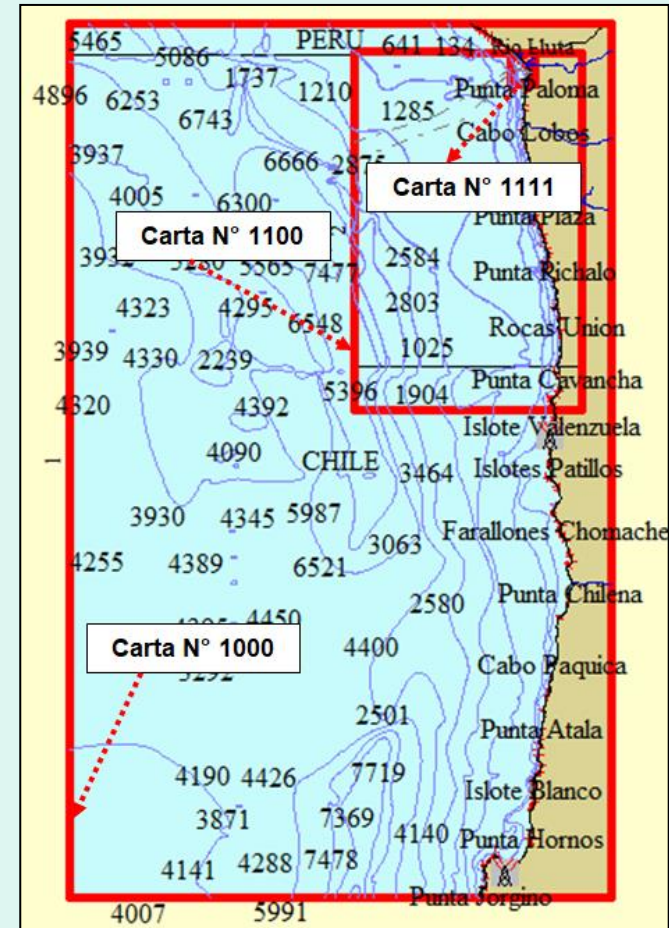 5465 PERU 641 134 Rio Lluta
5086
1737 1210 Punta Paloma
4896 6253 6743 1285
Cabo Lobos
3937 6666 2875
Carta N° 1111
4005 6300
Punta Plaza
Carta N° 1100
5565 7477 2584
Punta Pichalo
4323 4295 2803
6548 Rocas Union
3939 4330 2239 1025
5396 1904 Punta Cavancha
4320 4392
Islote Valenzuela
1 4090 CHILE 3464 Islotes Patillos
3930 4345 5987
3063 Farallones Chomache
4255 4389 6521
2580 Punta Chilena
4450
Carta N° 1000
4400
Cabo Paquica
2501 Punta Atala
4190 4426 7719
Islote Blanco
3871 7369 4140 Punta Hornos
4141 4288 7478
Punta Jorgino
4007 5991